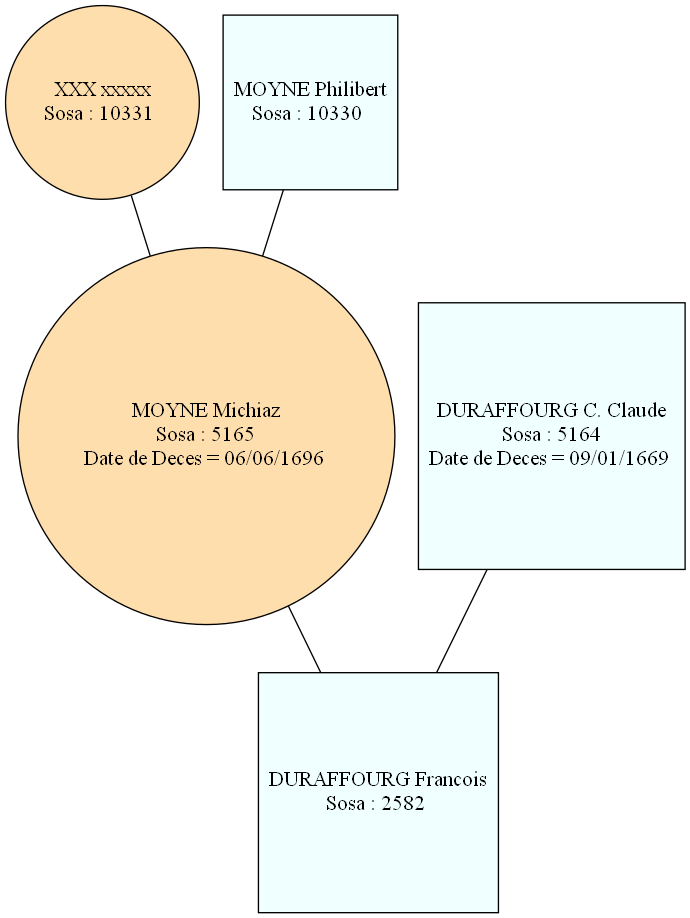 XXX xxxxx
Sosa : 10331
MOYNE Philibert
Sosa : 10330
MOYNE Michiaz
Sosa : 5165
Date de Deces = 06/06/1696
DURAFFOURG C. Claude
Sosa : 5164
Date de Deces = 09/01/1669
DURAFFOURG Francois
Sosa : 2582